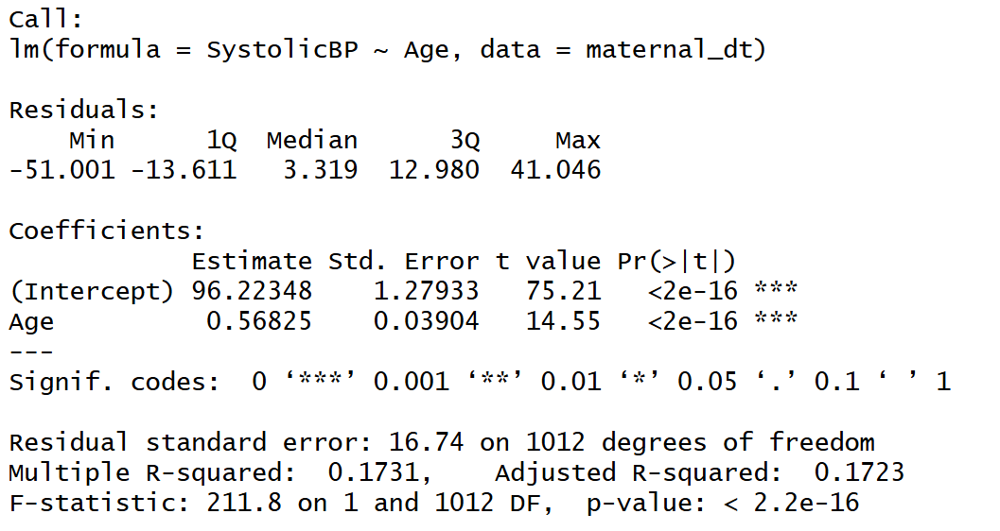 Call:
lm(formula = SystolicBP ~ Age, data = maternal_dt)
Residuals:
    Min      1Q  Median      3Q     Max
-51.001 -13.611   3.319  12.980  41.046
Coefficients:
            Estimate Std. Error t value Pr(>|t|)
(Intercept) 96.22348    1.27933   75.21   <2e-16 ***
Age          0.56825    0.03904   14.55   <2e-16 ***
---
Signif. codes:  0 ‘***’ 0.001 ‘**’ 0.01 ‘*’ 0.05 ‘.’ 0.1 ‘ ’ 1
Residual standard error: 16.74 on 1012 degrees of freedom
Multiple R-squared:  0.1731,    Adjusted R-squared:  0.1723
F-statistic: 211.8 on 1 and 1012 DF,  p-value: < 2.2e-16